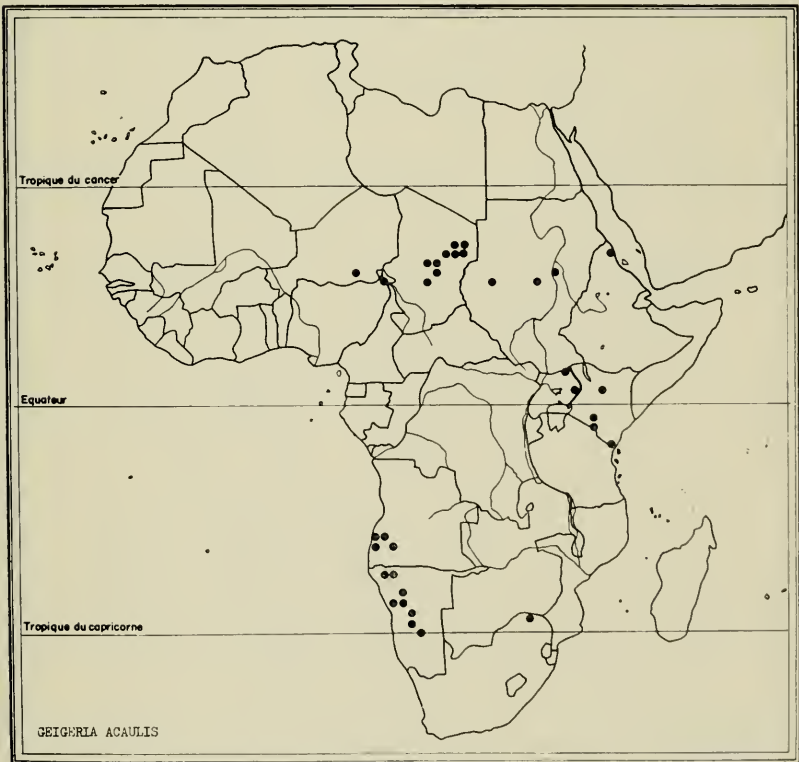 Tropique du cancer
Equateur
Tropique du capricorne
GEIGERIA ACAULIS